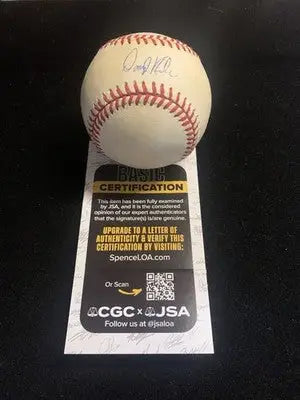 BASIC
CERTIFICATION
This item has been fully examined
by JSA, and it is the considered
opinion of our expert authenticators
that the signature(s) is/are genuine.
UPGRADE TO A LETTER OF
AUTHENTICITY & VERIFY THIS
CERTIFICATION BY VISITING:
SpenceLOA.com
Or Scan
CGC x JSA
Follow us at @jsaloa